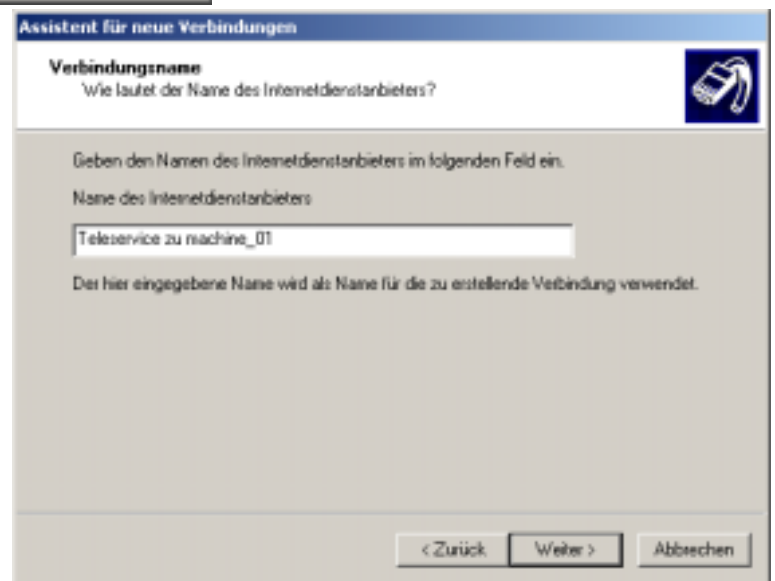 Assistent für neue Verbindungen
Verbindungsname
Wie lautet der Name des Internetdienstanbieters?
Geben den Namen des Internetdienstanbieters im folgenden Feld ein.
Name des Internetdienstanbieters
Teleservice zu machine_01
Der hier eingegebene Name wird als Name für die zu erstellende Verbindung verwendet.
< Zurück Weiter > Abbrechen